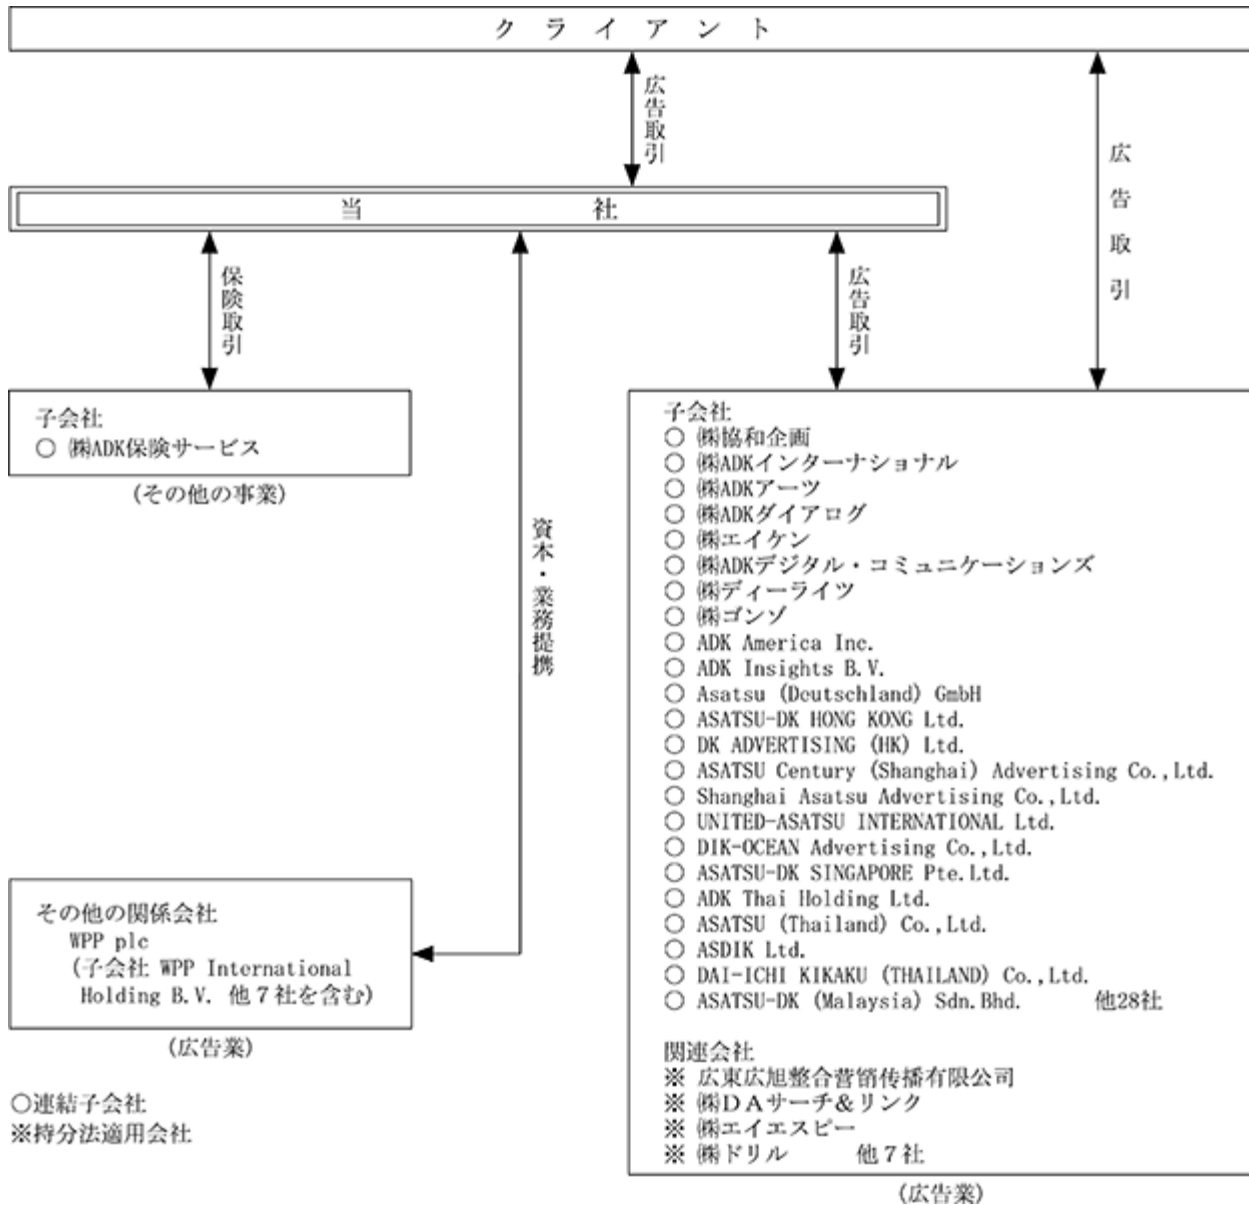 クライアント
広告取引
広告取引
当社
保険取引
資本・業務提携
広告取引
子会社
○ ㈱ADK保険サービス
(その他の事業)
その他の関係会社
WPP plc
(子会社 WPP International
Holding B.V. 他７社を含む)
(広告業)
○連結子会社
※持分法適用会社
子会社
○ ㈱協和企画
○ ㈱ADKインターナショナル
○ ㈱ADKアーツ
○ ㈱ADKダイアログ
○ ㈱エイケン
○ ㈱ADKデジタル・コミュニケーションズ
○ ㈱ディーライツ
○ ㈱ゴンゾ
○ ADK America Inc.
○ ADK Insights B.V.
○ Asatsu (Deutschland) GmbH
○ ASATSU-DK HONG KONG Ltd.
○ DK ADVERTISING (HK) Ltd.
○ ASATSU Century (Shanghai) Advertising Co.,Ltd.
○ Shanghai Asatsu Advertising Co.,Ltd.
○ UNITED-ASATSU INTERNATIONAL Ltd.
○ DIK-OCEAN Advertising Co.,Ltd.
○ ASATSU-DK SINGAPORE Pte.Ltd.
○ ADK Thai Holding Ltd.
○ ASATSU (Thailand) Co.,Ltd.
○ ASDIK Ltd.
○ DAI-ICHI KIKAKU (THAILAND) Co.,Ltd.
○ ASATSU-DK (Malaysia) Sdn.Bhd. 他28社
関連会社
※ 広東広旭整合营销传播有限公司
※ ㈱ＤＡサーチ＆リンク
※ ㈱エイエスピー
※ ㈱ドリル 他７社
(広告業)